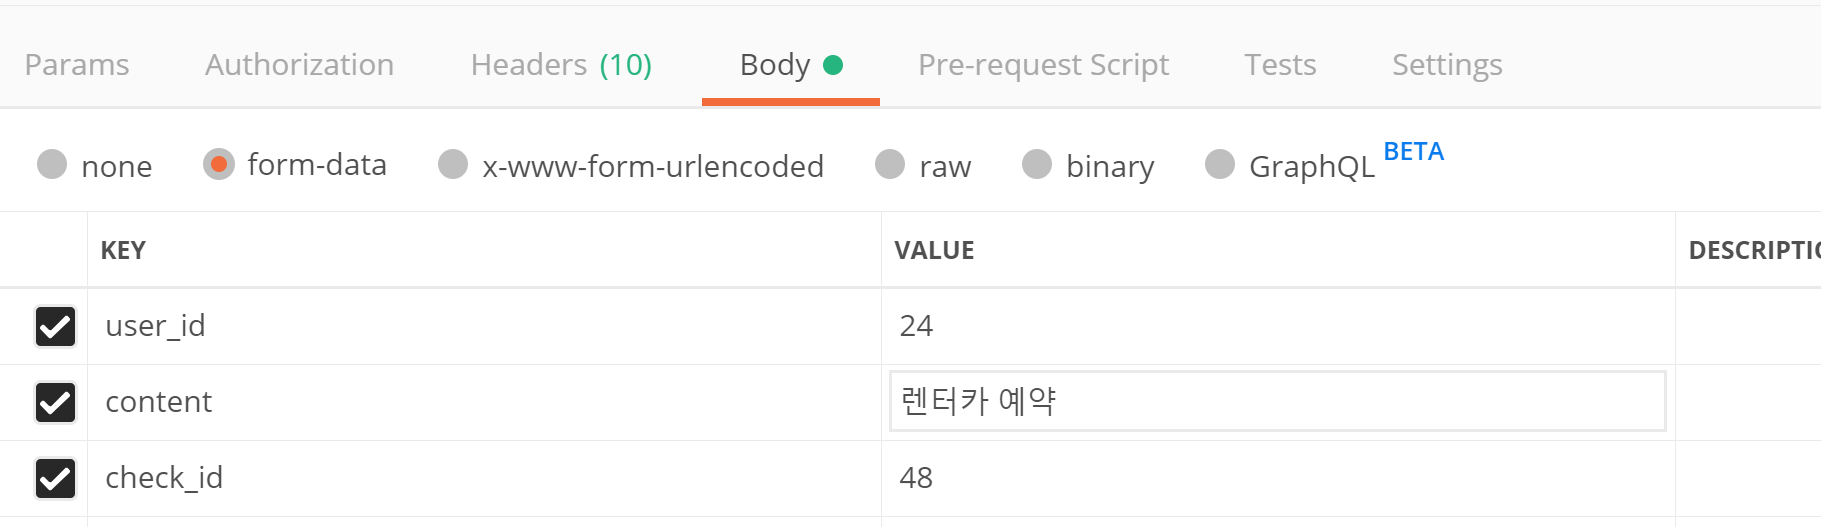 Params Authorization Headers (10) Body Pre-request Script Tests Settings
none form-data x-www-form-urlencoded raw binary GraphQL BETA
KEY VALUE DESCRIPTIO
user_id 24
content 렌터카 예약
check_id 48